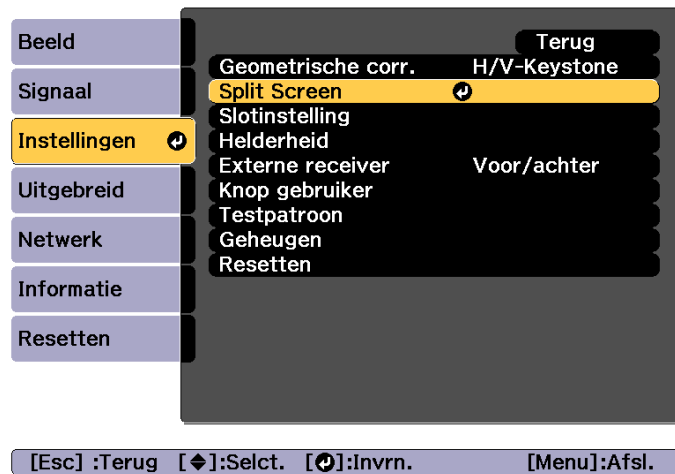 Beeld
Signaal
Instellingen
Uitgebreid
Netwerk
Informatie
Resetten
Terug
Geometrische corr. H/V-Keystone
Split Screen
Slotinstelling
Helderheid
Externe receiver Voor/achter
Knop gebruiker
Testpatroon
Geheugen
Resetten
[Esc] :Terug [◆]:Selct. [⏎]:Invrn. [Menu]:Afsl.